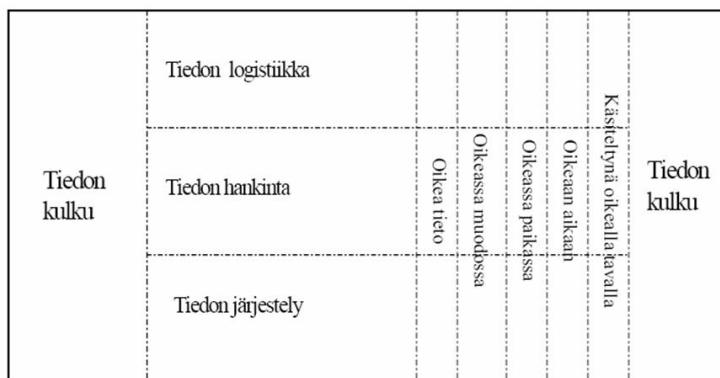 Tiedon
kulku
Tiedon logistiikka
Tiedon hankinta
Tiedon järjestely
Oikea tieto
Oikeassa muodossa
Oikeassa paikassa
Oikeaan aikaan
Käsiteltynä oikealla tavalla
Tiedon
kulku